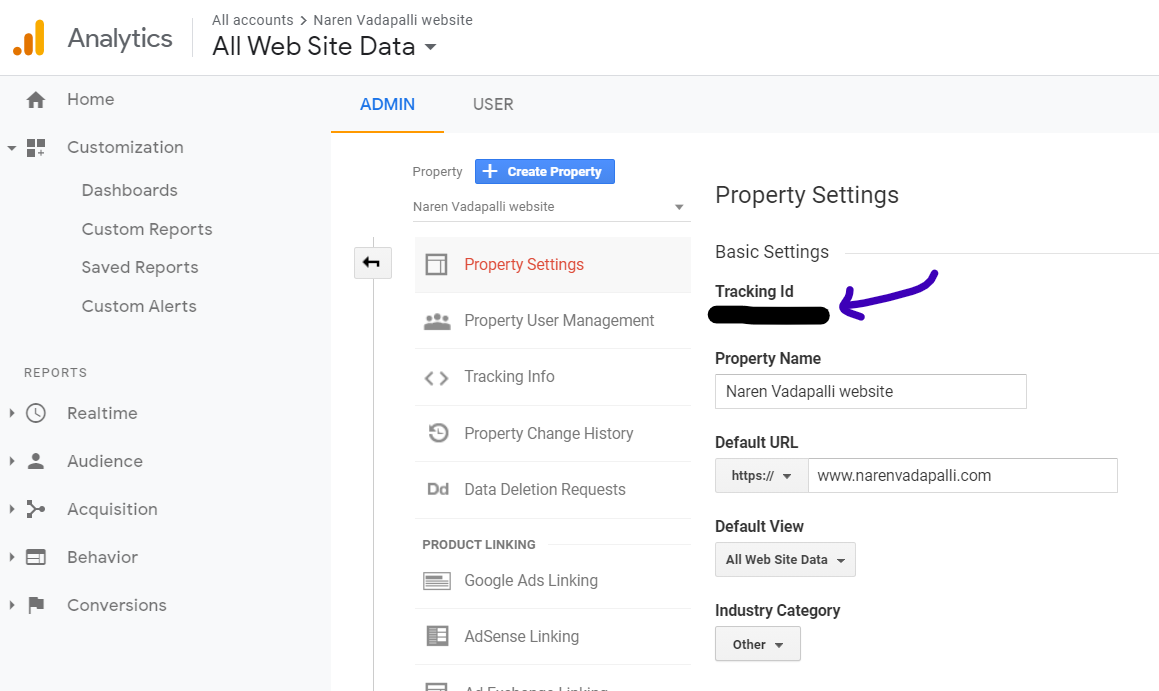 Analytics
All accounts > Naren Vadapalli website
All Web Site Data
Home
Customization
Dashboards
Custom Reports
Saved Reports
Custom Alerts
REPORTS
Realtime
Audience
Acquisition
Behavior
Conversions
ADMIN
USER
Property
Create Property
Naren Vadapalli website
Property Settings
Property User Management
Tracking Info
Property Change History
Dd Data Deletion Requests
PRODUCT LINKING
Google Ads Linking
AdSense Linking
Ad Exchange Linking
Property Settings
Basic Settings
Tracking Id
Property Name
Naren Vadapalli website
Default URL
https:// www.narenvadapalli.com
Default View
All Web Site Data
Industry Category
Other